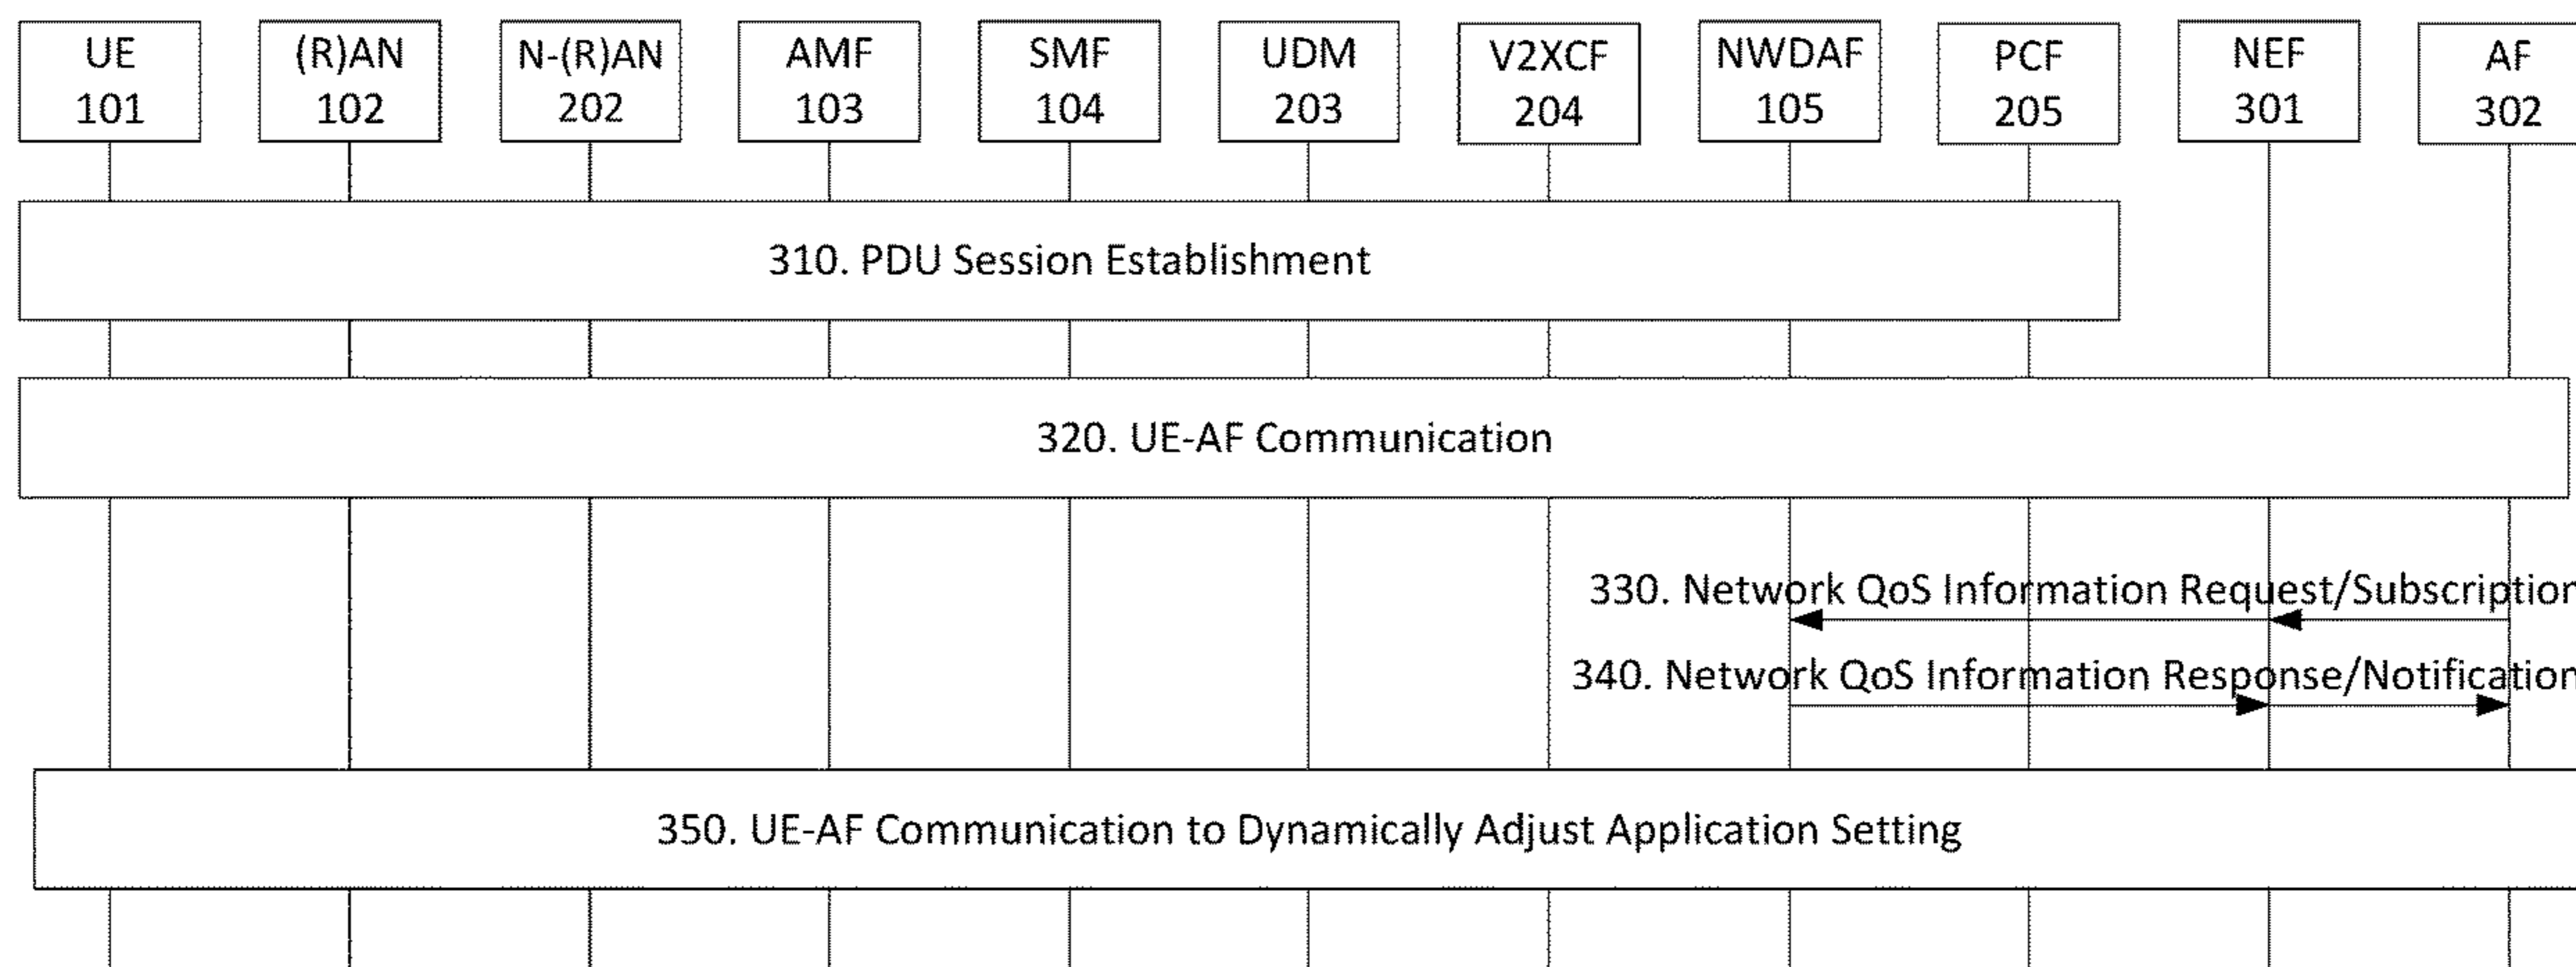 UE
101
(R)AN
102
N-(R)AN
202
AMF
103
SMF
104
UDM
203
V2XCF
204
NWDAF
105
PCF
205
NEF
301
AF
302
310. PDU Session Establishment
320. UE-AF Communication
330. Network QoS Information Request/Subscription
340. Network QoS Information Response/Notification
350. UE-AF Communication to Dynamically Adjust Application Setting